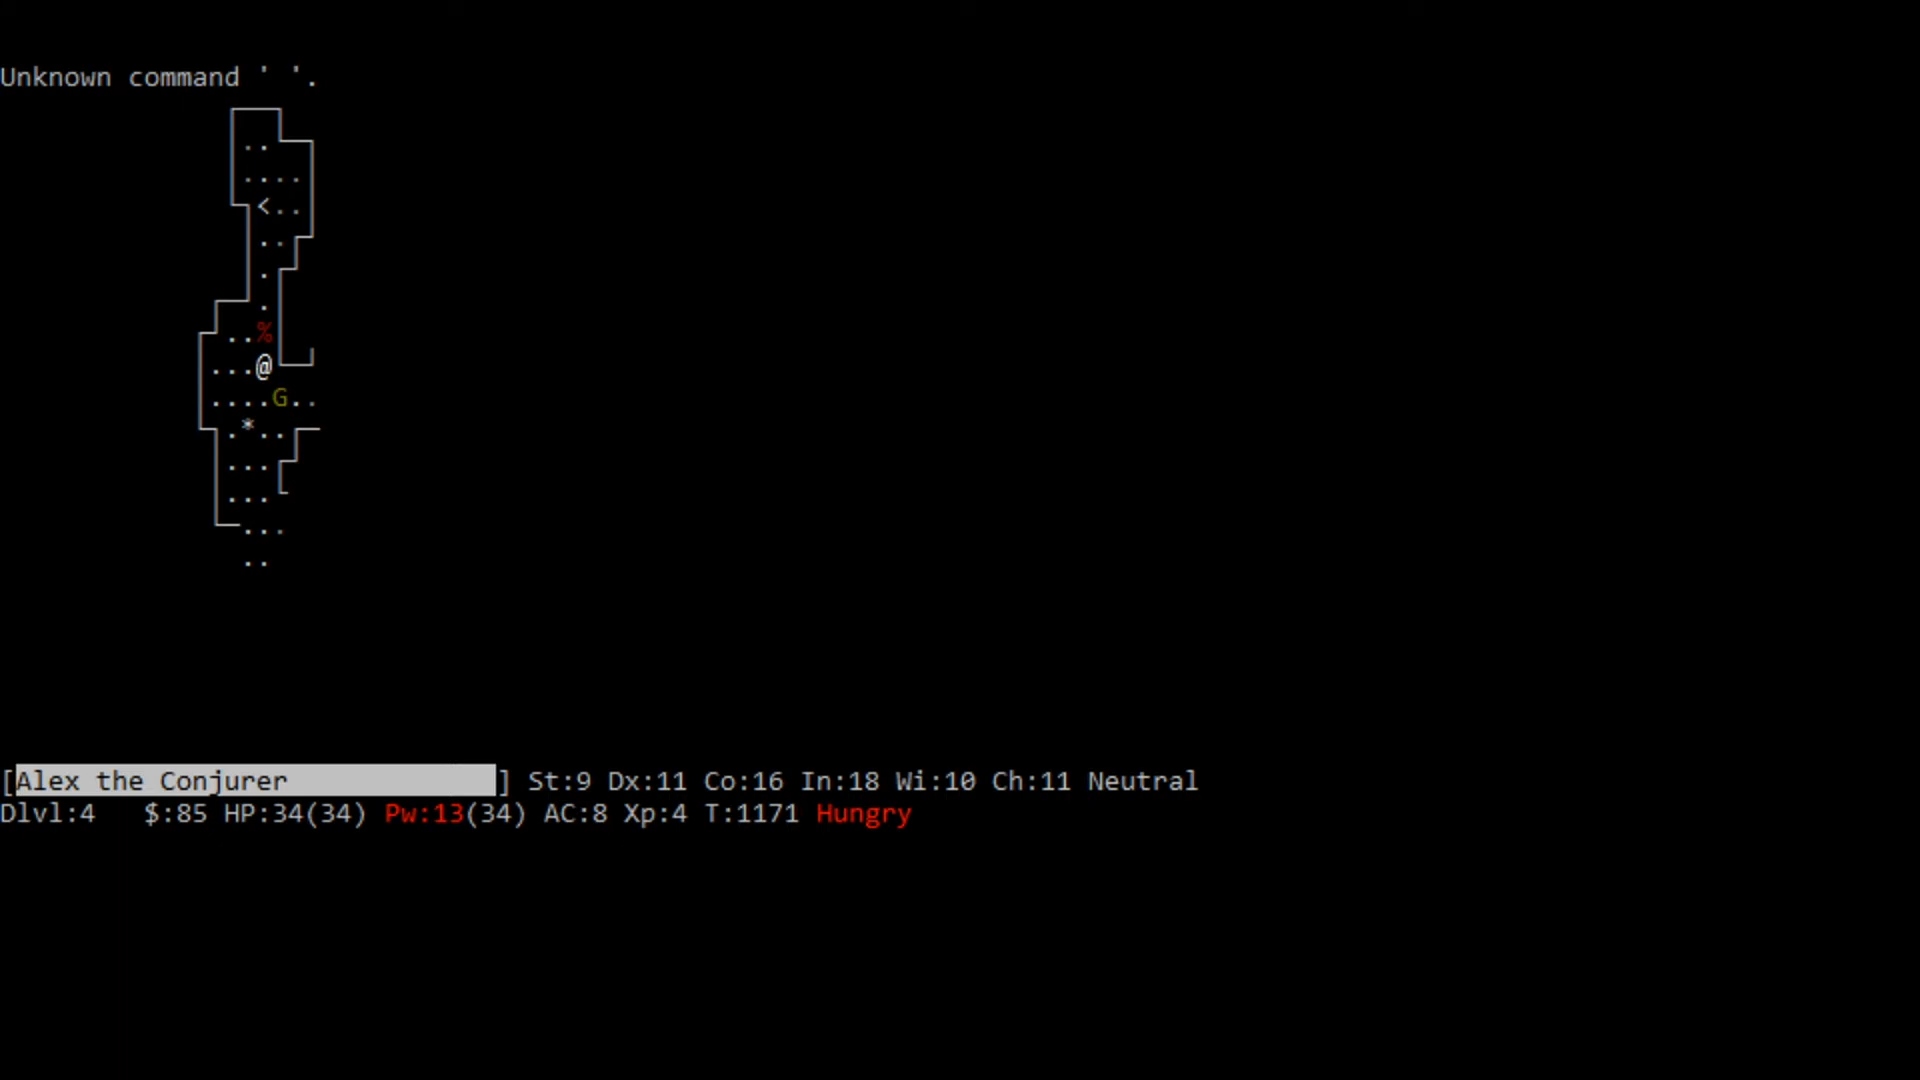 Unknown command ' '.
. .
. . . .
< . .
. .
.
.
. . %
. . . @
. . . . G . .
. * . .
. . .
. . .
. . .
. .
[Alex the Conjurer ] St:9 Dx:11 Co:16 In:18 Wi:10 Ch:11 Neutral
Dlvl:4 $:85 HP:34(34) Pw:13(34) AC:8 Xp:4 T:1171 Hungry